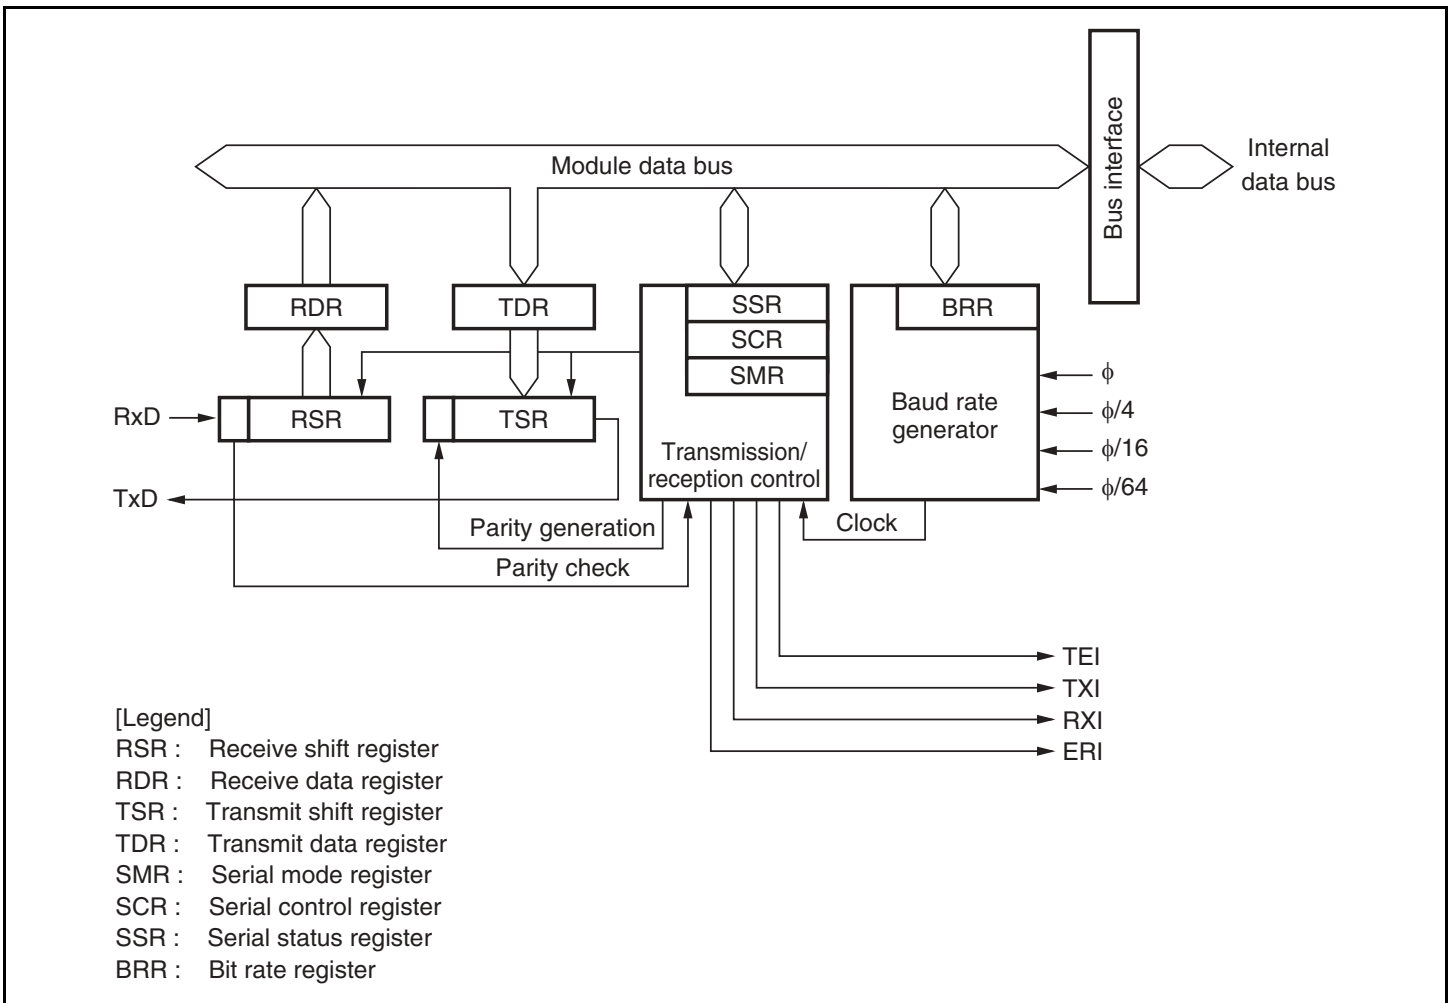 Module data bus
Bus interface
Internal
data bus
RDR
TDR
SSR
SCR
SMR
BRR
RxD
RSR
TSR
TxD
Transmission/
reception control
Baud rate
generator
ϕ
ϕ/4
ϕ/16
ϕ/64
Parity generation
Parity check
Clock
TEI
TXI
RXI
ERI
[Legend]
RSR : Receive shift register
RDR : Receive data register
TSR : Transmit shift register
TDR : Transmit data register
SMR : Serial mode register
SCR : Serial control register
SSR : Serial status register
BRR : Bit rate register